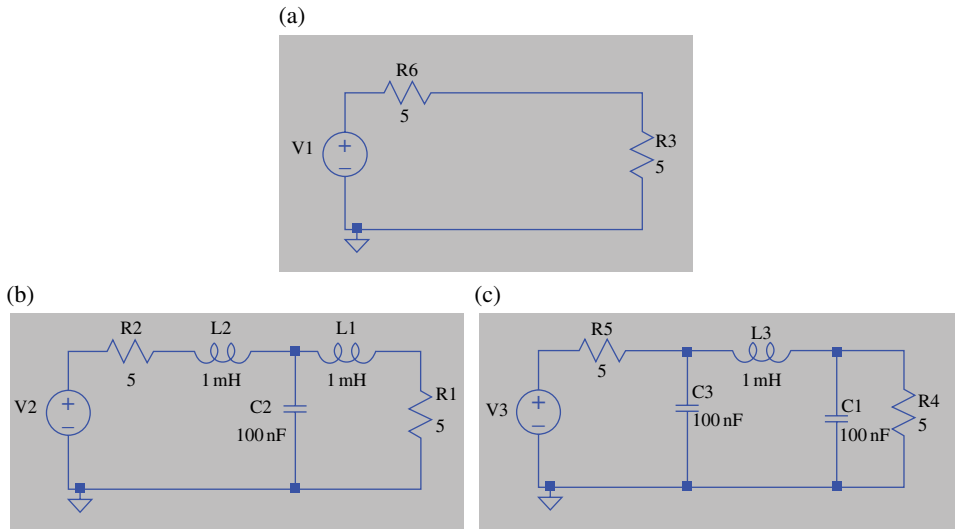 (a)
R6
5
V1
+
−
R3
5
(b)
R2
5
L2
1 mH
L1
1 mH
V2
+
−
C2
100 nF
R1
5
(c)
R5
5
L3
1 mH
V3
+
−
C3
100 nF
C1
100 nF
R4
5